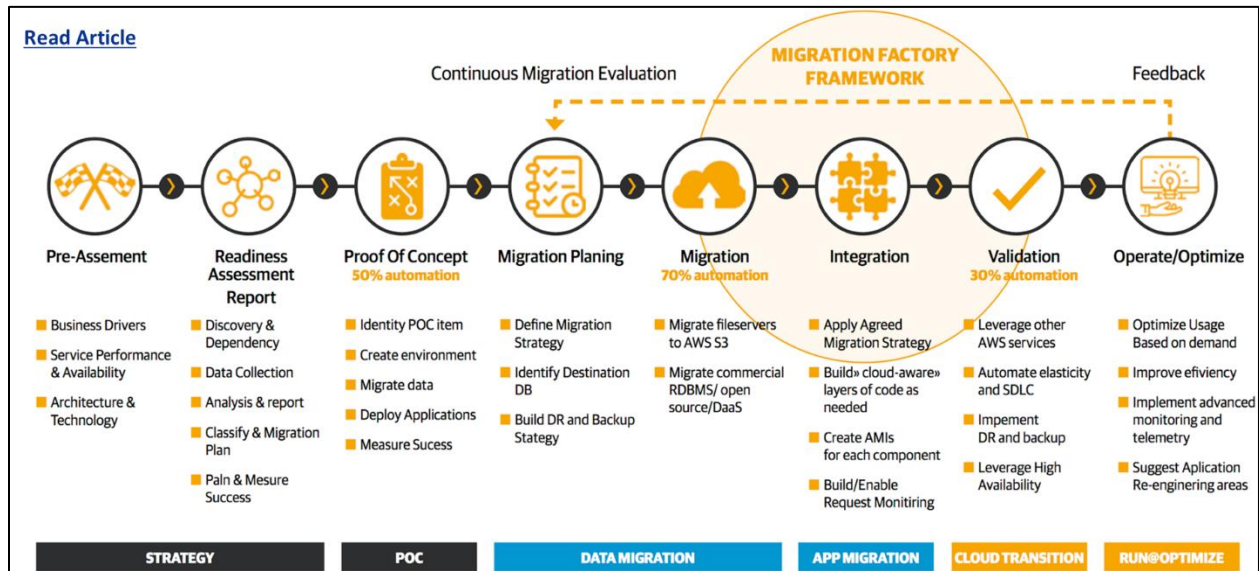 Read Article
MIGRATION FACTORY
FRAMEWORK
Continuous Migration Evaluation
Feedback
Pre-Assement
Readiness
Assessment
Report
Proof Of Concept
50% automation
Migration Planing
Migration
70% automation
Integration
Validation
30% automation
Operate/Optimize
Business Drivers
Service Performance
& Availability
Architecture &
Technology
Discovery &
Dependency
Data Collection
Analysis & report
Classify & Migration
Plan
Paln & Mesure
Success
Identity POC item
Create environment
Migrate data
Deploy Applications
Measure Sucess
Define Migration
Strategy
Identify Destination
DB
Build DR and Backup
Stategy
Migrate fileservers
to AWS S3
Migrate commercial
RDBMS/ open
source/DaaS
Apply Agreed
Migration Strategy
Build» cloud-aware»
layers of code as
needed
Create AMIs
for each component
Build/Enable
Request Monitiring
Leverage other
AWS services
Automate elasticity
and SDLC
Impement
DR and backup
Leverage High
Availability
Optimize Usage
Based on demand
Improve efiviency
Implement advanced
monitoring and
telemetry
Suggest Aplication
Re-enginering areas
STRATEGY
POC
DATA MIGRATION
APP MIGRATION
CLOUD TRANSITION
RUN@OPTIMIZE